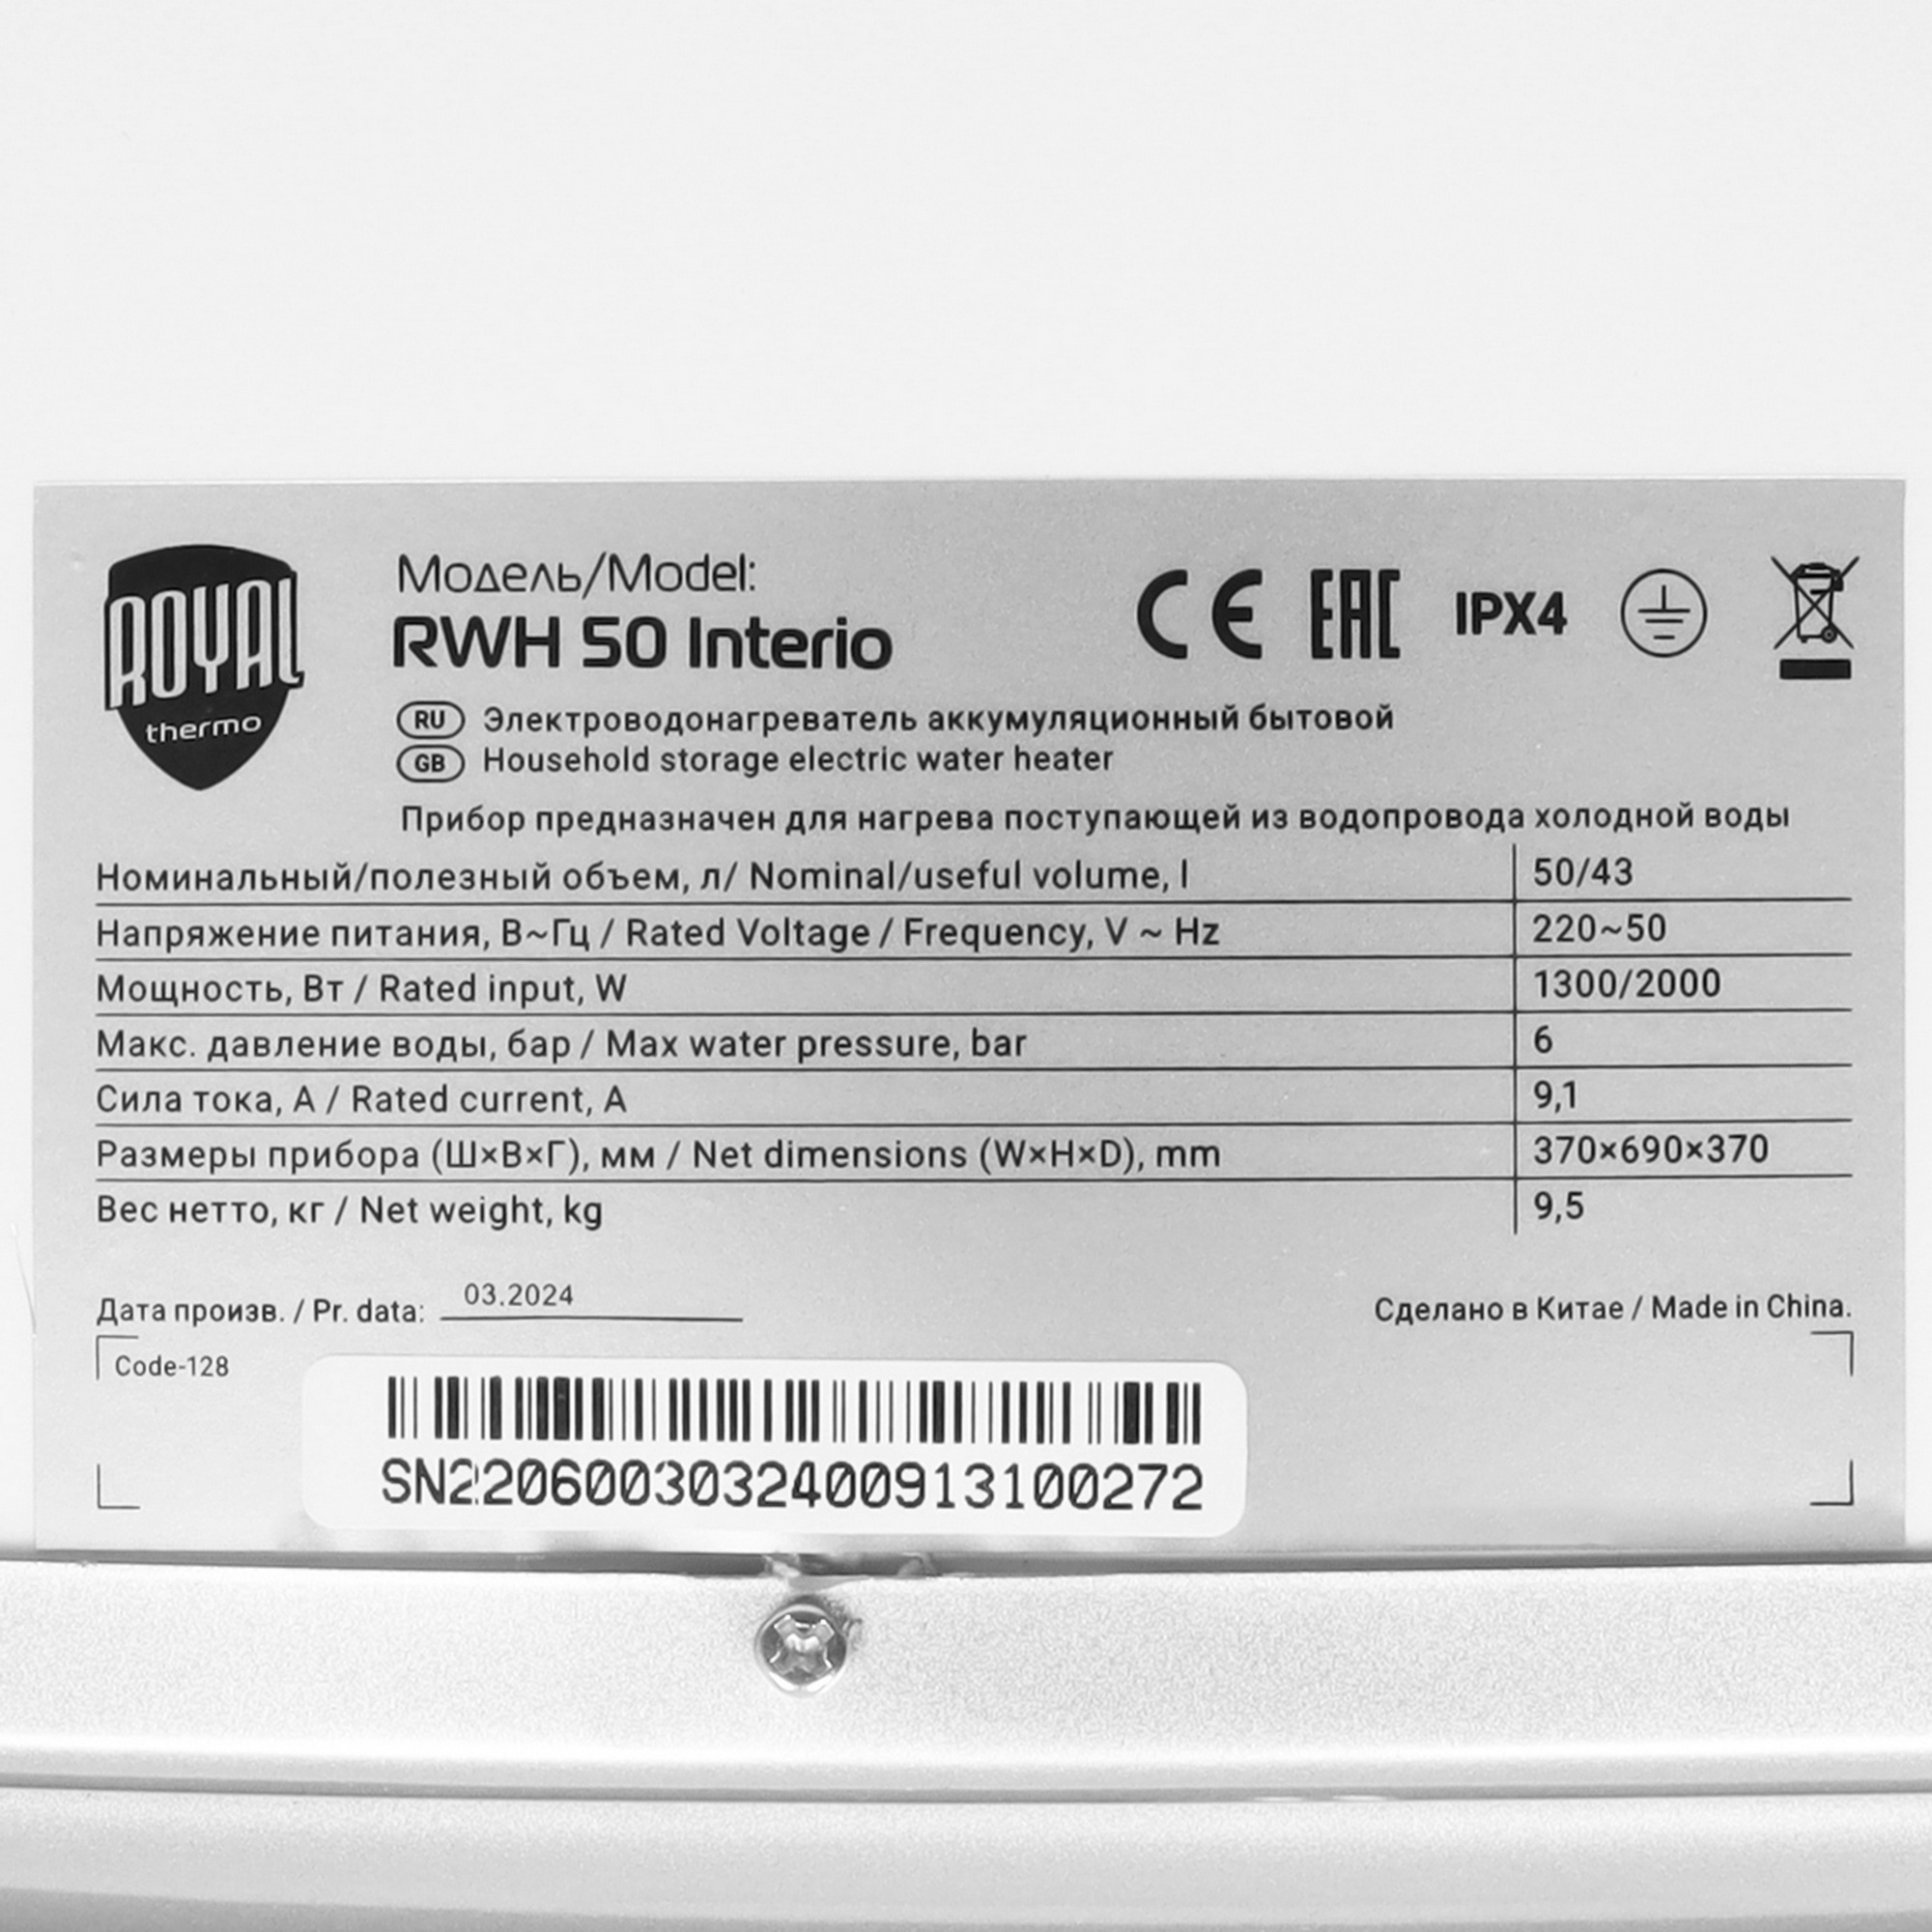 ROYAL
thermo
Модель/Model:
RWH 50 Interio
CE EAC IPX4
RU Электроводонагреватель аккумуляционный бытовой
GB Household storage electric water heater
Прибор предназначен для нагрева поступающей из водопровода холодной воды
Номинальный/полезный объем, л/ Nominal/useful volume, l 50/43
Напряжение питания, В~Гц / Rated Voltage / Frequency, V ~ Hz 220~50
Мощность, Вт / Rated input, W 1300/2000
Макс. давление воды, бар / Max water pressure, bar 6
Сила тока, А / Rated current, A 9,1
Размеры прибора (Ш×В×Г), мм / Net dimensions (W×H×D), mm 370×690×370
Вес нетто, кг / Net weight, kg 9,5
Дата произв. / Pr. data: 03.2024
Сделано в Китае / Made in China.
Code-128
SN2206003032400913100272